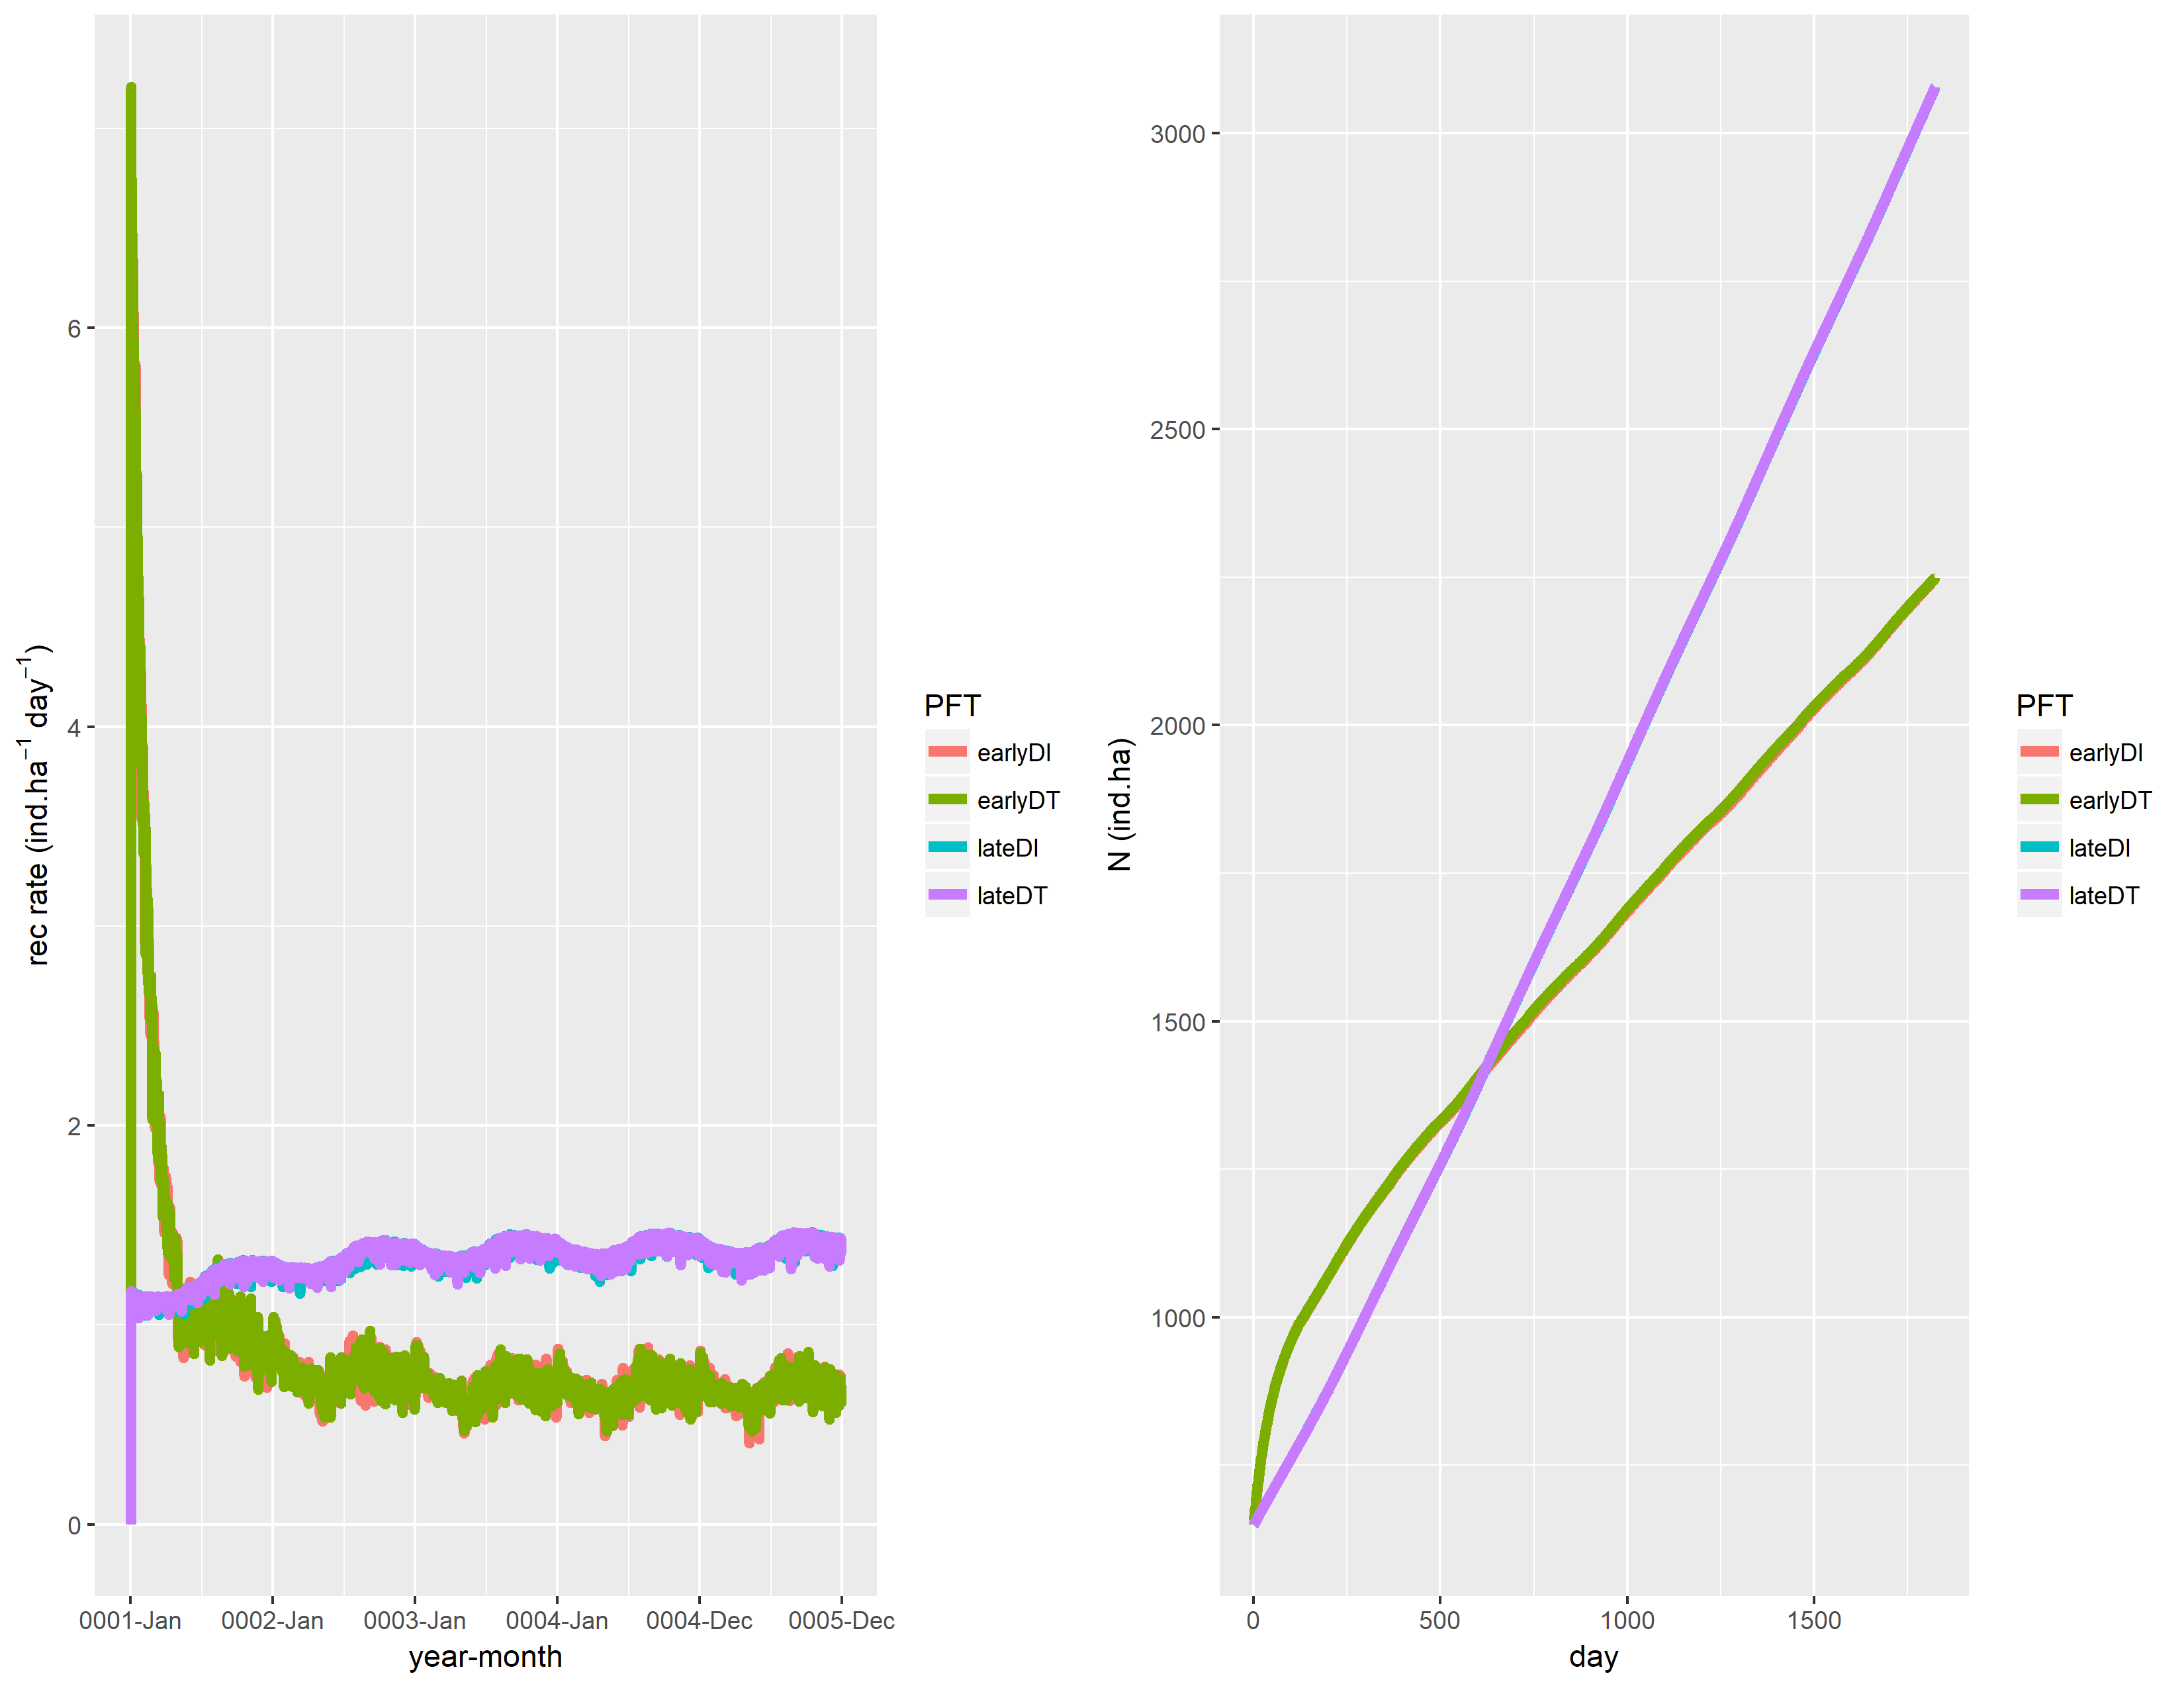 rec rate (ind.ha⁻¹ day⁻¹)
6
4
2
0
0001-Jan
0002-Jan
0003-Jan
0004-Jan
0004-Dec
0005-Dec
year-month
PFT
earlyDI
earlyDT
lateDI
lateDT
N (ind.ha)
3000
2500
2000
1500
1000
0
500
1000
1500
day
PFT
earlyDI
earlyDT
lateDI
lateDT